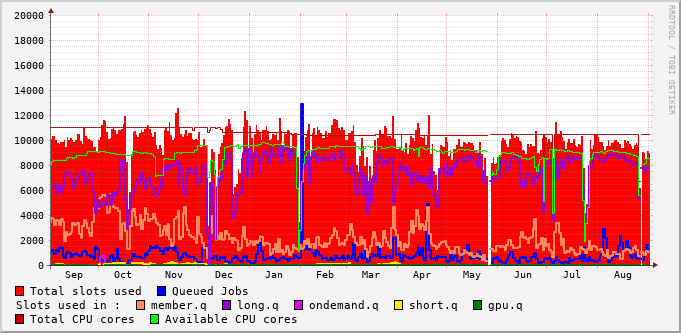 20000
18000
16000
14000
12000
10000
8000
6000
4000
2000
0
Sep Oct Nov Dec Jan Feb Mar Apr May Jun Jul Aug
RRDTOOL / TOBI OETIKER
Total slots used Queued Jobs
Slots used in : member.q long.q ondemand.q short.q gpu.q
Total CPU cores Available CPU cores